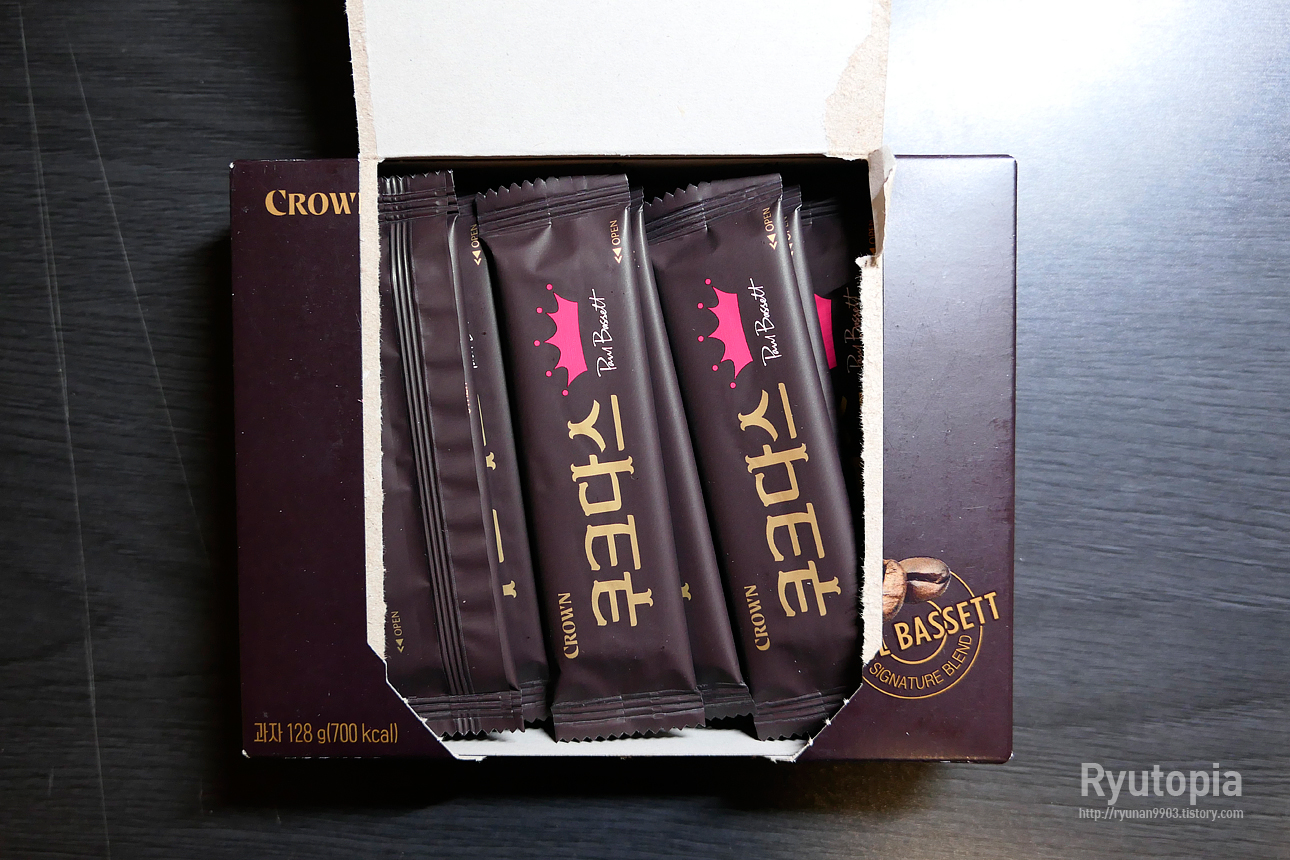 CROWN
OPEN
OPEN
OPEN
OPEN
Paul Bassett
쿠크다스
CROWN
Paul Bassett
쿠크다스
CROWN
BASSETT
SIGNATURE BLEND
과자 128 g(700 kcal)
Ryutopia
http://ryunan9903.tistory.com